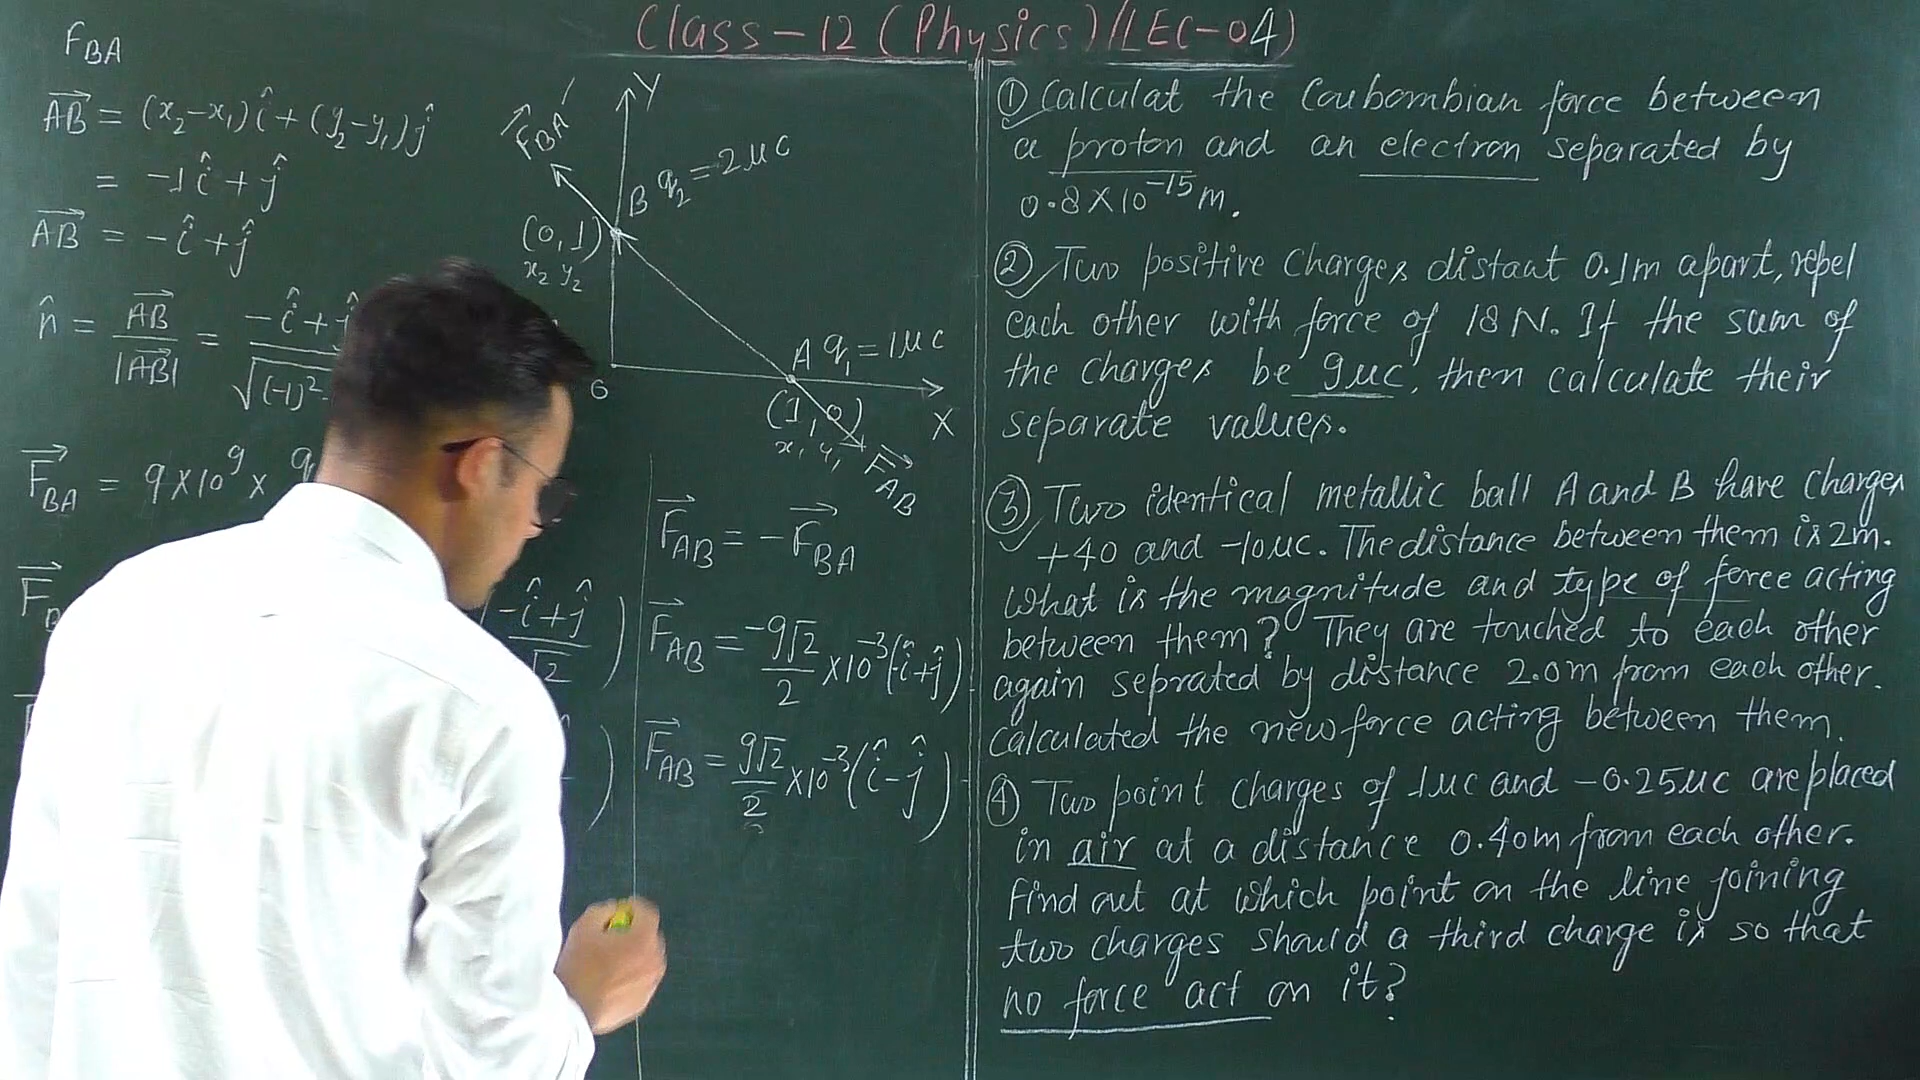 Class-12 (Physics)/LEC-04)
F_BA
AB = (x₂-x₁)î + (y₂-y₁)ĵ
= -1î + ĵ
AB = -î + ĵ
n̂ = AB / |AB| = -î + ĵ / √(-1)²
F_BA = 9×10⁹ ×
-î + ĵ / √2 )
Y
F_BA
B q₂ = 2μC
(0,1)
x₂ y₂
A q₁ = 1μC
O
(1,0)
x₁ y₁
X
F_AB
F_AB = -F_BA
F_AB = -9√2/2 ×10⁻³(-î+ĵ)
F_AB = 9√2/2 ×10⁻³(î-ĵ)
① Calculat the Coubombian force between
a proton and an electron separated by
0.8×10⁻¹⁵m.
② Two positive charges distant 0.1m apart, repel
each other with force of 18 N. If the sum of
the charges be 9μc, then calculate their
separate values.
③ Two identical metallic ball A and B have charges
+40 and -10μc. The distance between them is 2m.
What is the magnitude and type of force acting
between them? They are touched to each other
again seprated by distance 2.0m from each other.
Calculated the new force acting between them.
④ Two point charges of 1μc and -0.25μc are placed
in air at a distance 0.40m from each other.
Find out at which point on the line joining
two charges should a third charge is so that
no force act on it?